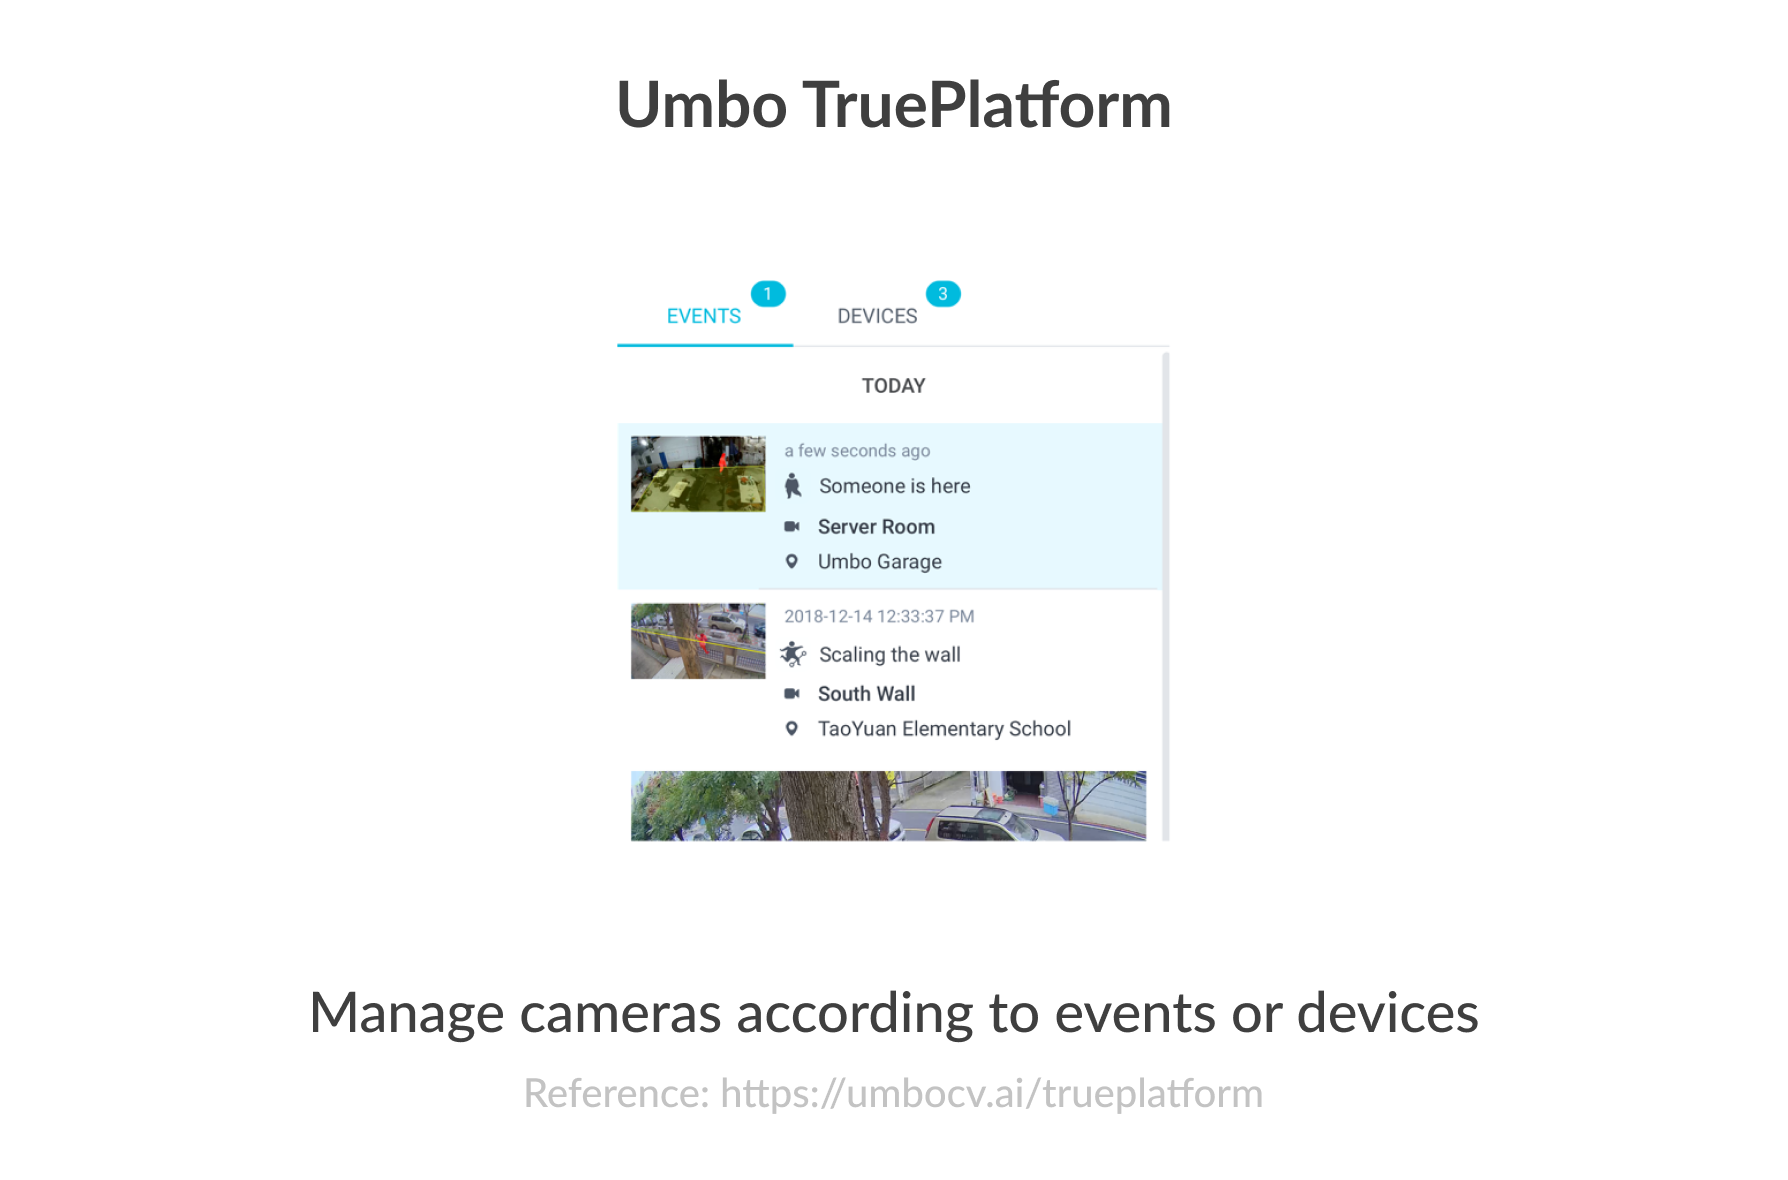 Umbo TruePlatform
1
3
EVENTS
DEVICES
TODAY
a few seconds ago
Someone is here
Server Room
Umbo Garage
2018-12-14 12:33:37 PM
Scaling the wall
South Wall
TaoYuan Elementary School
Manage cameras according to events or devices
Reference: https://umbocv.ai/trueplatform